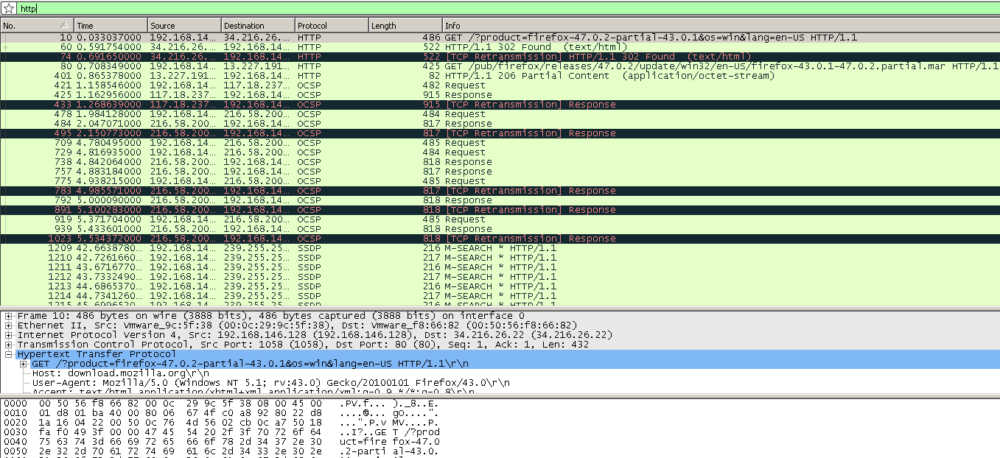 http
No. Time Source Destination Protocol Length Info
10 0.033037000 192.168.14... 34.216.26.... HTTP 486 GET /?product=firefox-47.0.2-partial-43.0.1&os=win&lang=en-US HTTP/1.1
60 0.591754000 34.216.26.... 192.168.14... HTTP 522 HTTP/1.1 302 Found (text/html)
74 0.691650000 34.216.26.... 192.168.14... HTTP 522 [TCP Retransmission] HTTP/1.1 302 Found (text/html)
80 0.708349000 192.168.14... 13.227.191... HTTP 425 GET /pub/firefox/releases/47.0.2/update/win32/en-US/firefox-43.0.1-47.0.2.partial.mar HTTP/1.1
401 0.865378000 13.227.191... 192.168.14... HTTP 82 HTTP/1.1 206 Partial Content (application/octet-stream)
421 1.158546000 192.168.14... 117.18.237... OCSP 482 Request
425 1.162956000 117.18.237... 192.168.14... OCSP 915 Response
433 1.268639000 117.18.237... 192.168.14... OCSP 915 [TCP Retransmission] Response
478 1.984128000 192.168.14... 216.58.200... OCSP 484 Request
484 2.047071000 216.58.200... 192.168.14... OCSP 817 Response
495 2.150773000 216.58.200... 192.168.14... OCSP 817 [TCP Retransmission] Response
709 4.780495000 192.168.14... 216.58.200... OCSP 485 Request
729 4.816935000 192.168.14... 216.58.200... OCSP 484 Request
738 4.842064000 216.58.200... 192.168.14... OCSP 818 Response
757 4.883184000 216.58.200... 192.168.14... OCSP 817 Response
775 4.938215000 192.168.14... 216.58.200... OCSP 485 Request
783 4.985571000 216.58.200... 192.168.14... OCSP 817 [TCP Retransmission] Response
792 5.000090000 216.58.200... 192.168.14... OCSP 818 Response
891 5.100283000 216.58.200... 192.168.14... OCSP 818 [TCP Retransmission] Response
919 5.371704000 192.168.14... 216.58.200... OCSP 485 Request
939 5.433601000 216.58.200... 192.168.14... OCSP 818 Response
1023 5.534372000 216.58.200... 192.168.14... OCSP 818 [TCP Retransmission] Response
1209 42.6638780... 192.168.14... 239.255.25... SSDP 216 M-SEARCH * HTTP/1.1
1210 42.7261660... 192.168.14... 239.255.25... SSDP 217 M-SEARCH * HTTP/1.1
1211 43.6716770... 192.168.14... 239.255.25... SSDP 216 M-SEARCH * HTTP/1.1
1212 43.7332490... 192.168.14... 239.255.25... SSDP 217 M-SEARCH * HTTP/1.1
1213 44.6865370... 192.168.14... 239.255.25... SSDP 216 M-SEARCH * HTTP/1.1
1214 44.7341260... 192.168.14... 239.255.25... SSDP 217 M-SEARCH * HTTP/1.1
1215 45.6996520... 192.168.14... 239.255.25... SSDP 216 M-SEARCH * HTTP/1.1
Frame 10: 486 bytes on wire (3888 bits), 486 bytes captured (3888 bits) on interface 0
Ethernet II, Src: Vmware_9c:5f:38 (00:0c:29:9c:5f:38), Dst: Vmware_f8:66:82 (00:50:56:f8:66:82)
Internet Protocol Version 4, Src: 192.168.146.128 (192.168.146.128), Dst: 34.216.26.22 (34.216.26.22)
Transmission Control Protocol, Src Port: 1058 (1058), Dst Port: 80 (80), Seq: 1, Ack: 1, Len: 432
Hypertext Transfer Protocol
GET /?product=firefox-47.0.2-partial-43.0.1&os=win&lang=en-US HTTP/1.1\r\n
Host: download.mozilla.org\r\n
User-Agent: Mozilla/5.0 (Windows NT 5.1; rv:43.0) Gecko/20100101 Firefox/43.0\r\n
Accept: text/html,application/xhtml+xml,application/xml;q=0.9,*/*;q=0.8\r\n
0000 00 50 56 f8 66 82 00 0c 29 9c 5f 38 08 00 45 00 .PV.f... )._8..E.
0010 01 d8 01 ba 40 00 80 06 67 4f c0 a8 92 80 22 d8 ....@... gO....".
0020 1a 16 04 22 00 50 0c 76 4d 56 02 cb 0c a7 50 18 ...".P.v MV....P.
0030 fa f0 49 3f 00 00 47 45 54 20 2f 3f 70 72 6f 64 ..I?..GE T /?prod
0040 75 63 74 3d 66 69 72 65 66 6f 78 2d 34 37 2e 30 uct=fire fox-47.0
0050 2e 32 2d 70 61 72 74 69 61 6c 2d 34 33 2e 30 2e .2-parti al-43.0.